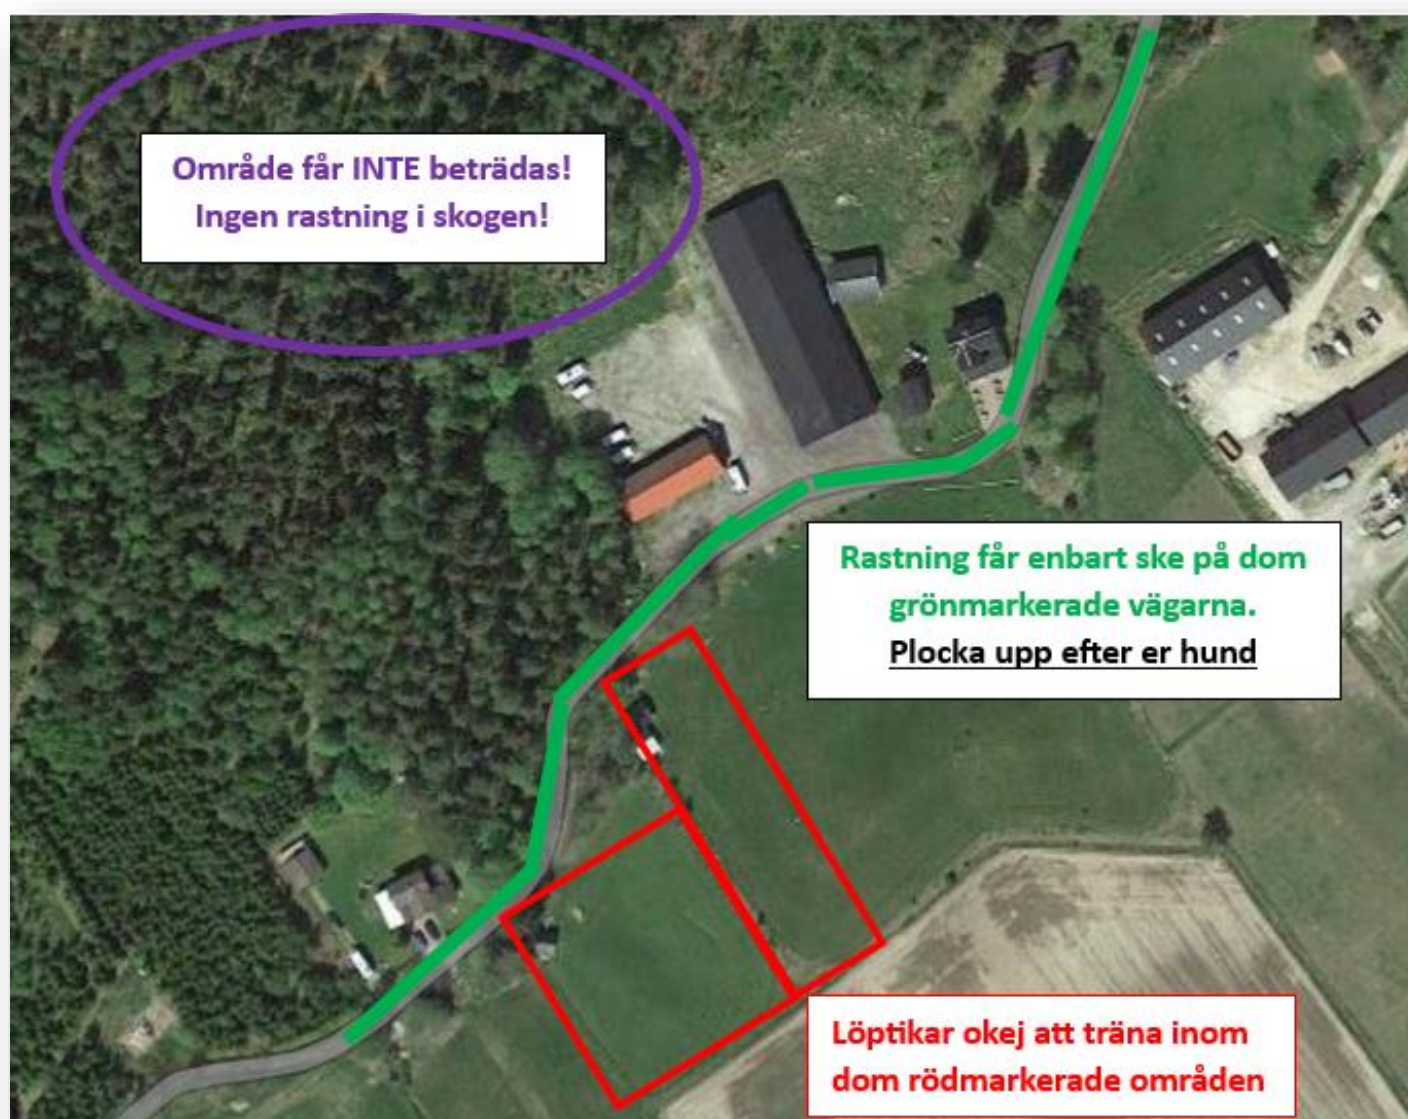 Område får INTE beträdas!
Ingen rastning i skogen!
Rastning får enbart ske på dom
grönmarkerade vägarna.
Plocka upp efter er hund
Löptikar okej att träna inom
dom rödmarkerade områden